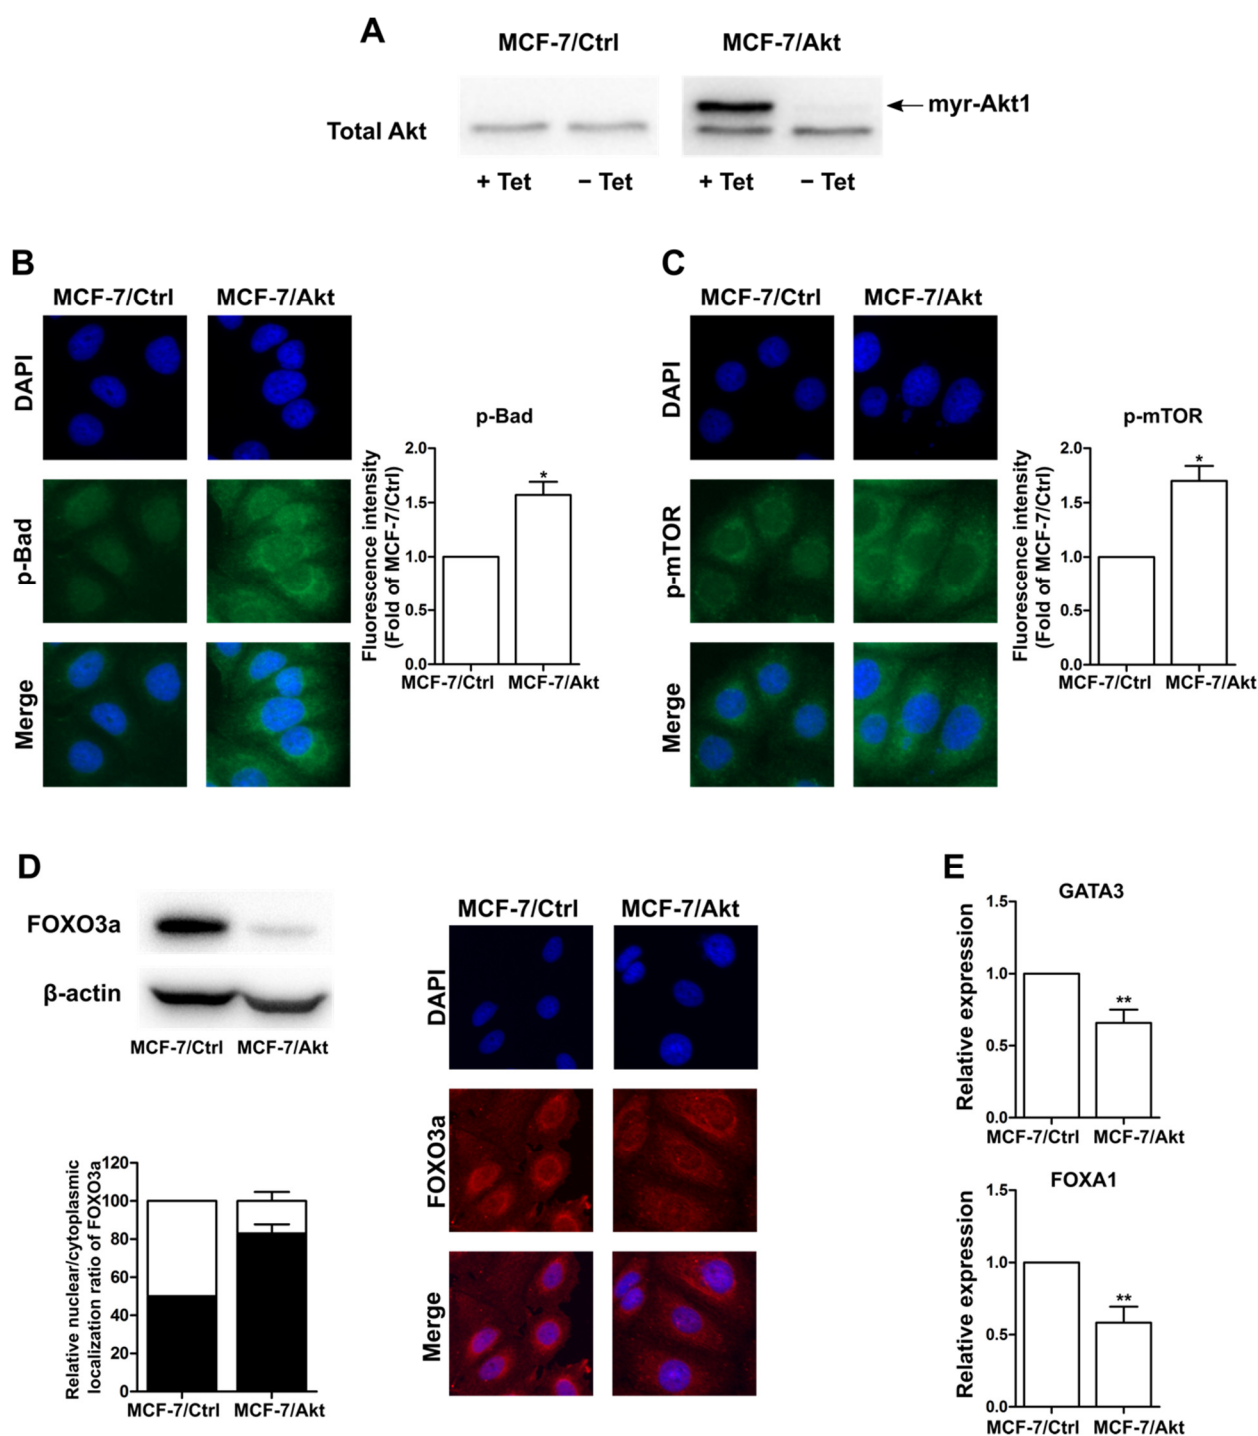 A
MCF-7/Ctrl
MCF-7/Akt
Total Akt
myr-Akt1
+ Tet
− Tet
+ Tet
− Tet
B
MCF-7/Ctrl
MCF-7/Akt
DAPI
p-Bad
Merge
p-Bad
Fluorescence intensity
(Fold of MCF-7/Ctrl)
2.0
1.5
1.0
0.5
0.0
*
MCF-7/Ctrl
MCF-7/Akt
C
MCF-7/Ctrl
MCF-7/Akt
DAPI
p-mTOR
Merge
p-mTOR
Fluorescence intensity
(Fold of MCF-7/Ctrl)
2.0
1.5
1.0
0.5
0.0
*
MCF-7/Ctrl
MCF-7/Akt
D
FOXO3a
β-actin
MCF-7/Ctrl
MCF-7/Akt
Relative nuclear/cytoplasmic
localization ratio of FOXO3a
120
100
80
60
40
20
0
MCF-7/Ctrl
MCF-7/Akt
MCF-7/Ctrl
MCF-7/Akt
DAPI
FOXO3a
Merge
E
GATA3
Relative expression
1.5
1.0
0.5
0.0
**
MCF-7/Ctrl
MCF-7/Akt
FOXA1
Relative expression
1.5
1.0
0.5
0.0
**
MCF-7/Ctrl
MCF-7/Akt